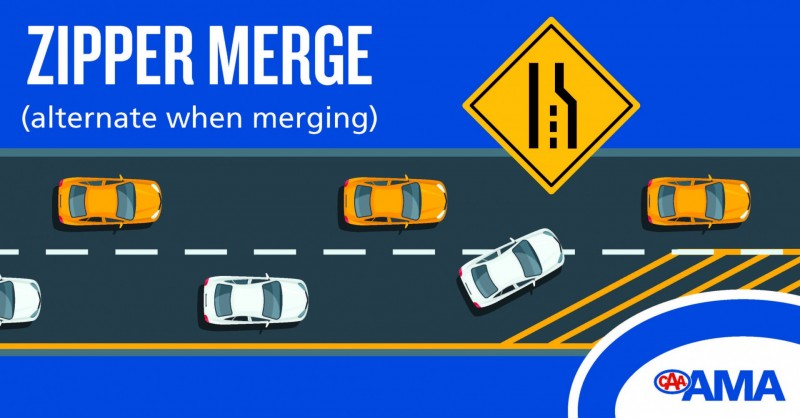 ZIPPER MERGE
(alternate when merging)
CAA AMA